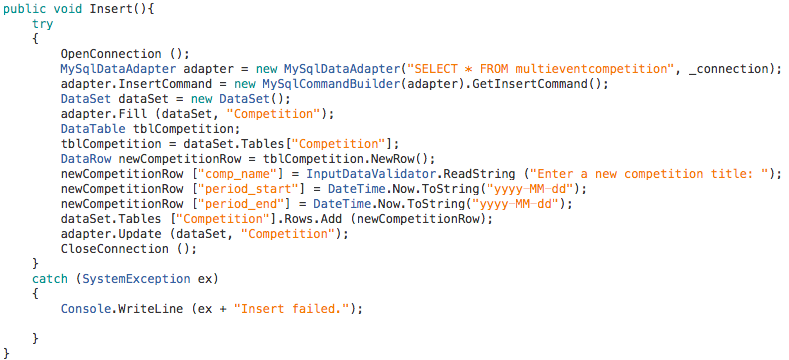 public void Insert(){
    try
    {
        OpenConnection ();
        MySqlDataAdapter adapter = new MySqlDataAdapter("SELECT * FROM multieventcompetition", _connection);
        adapter.InsertCommand = new MySqlCommandBuilder(adapter).GetInsertCommand();
        DataSet dataSet = new DataSet();
        adapter.Fill (dataSet, "Competition");
        DataTable tblCompetition;
        tblCompetition = dataSet.Tables["Competition"];
        DataRow newCompetitionRow = tblCompetition.NewRow();
        newCompetitionRow ["comp_name"] = InputDataValidator.ReadString ("Enter a new competition title: ");
        newCompetitionRow ["period_start"] = DateTime.Now.ToString("yyyy-MM-dd");
        newCompetitionRow ["period_end"] = DateTime.Now.ToString("yyyy-MM-dd");
        dataSet.Tables ["Competition"].Rows.Add (newCompetitionRow);
        adapter.Update (dataSet, "Competition");
        CloseConnection ();
    }
    catch (SystemException ex)
    {
        Console.WriteLine (ex + "Insert failed.");

    }
}